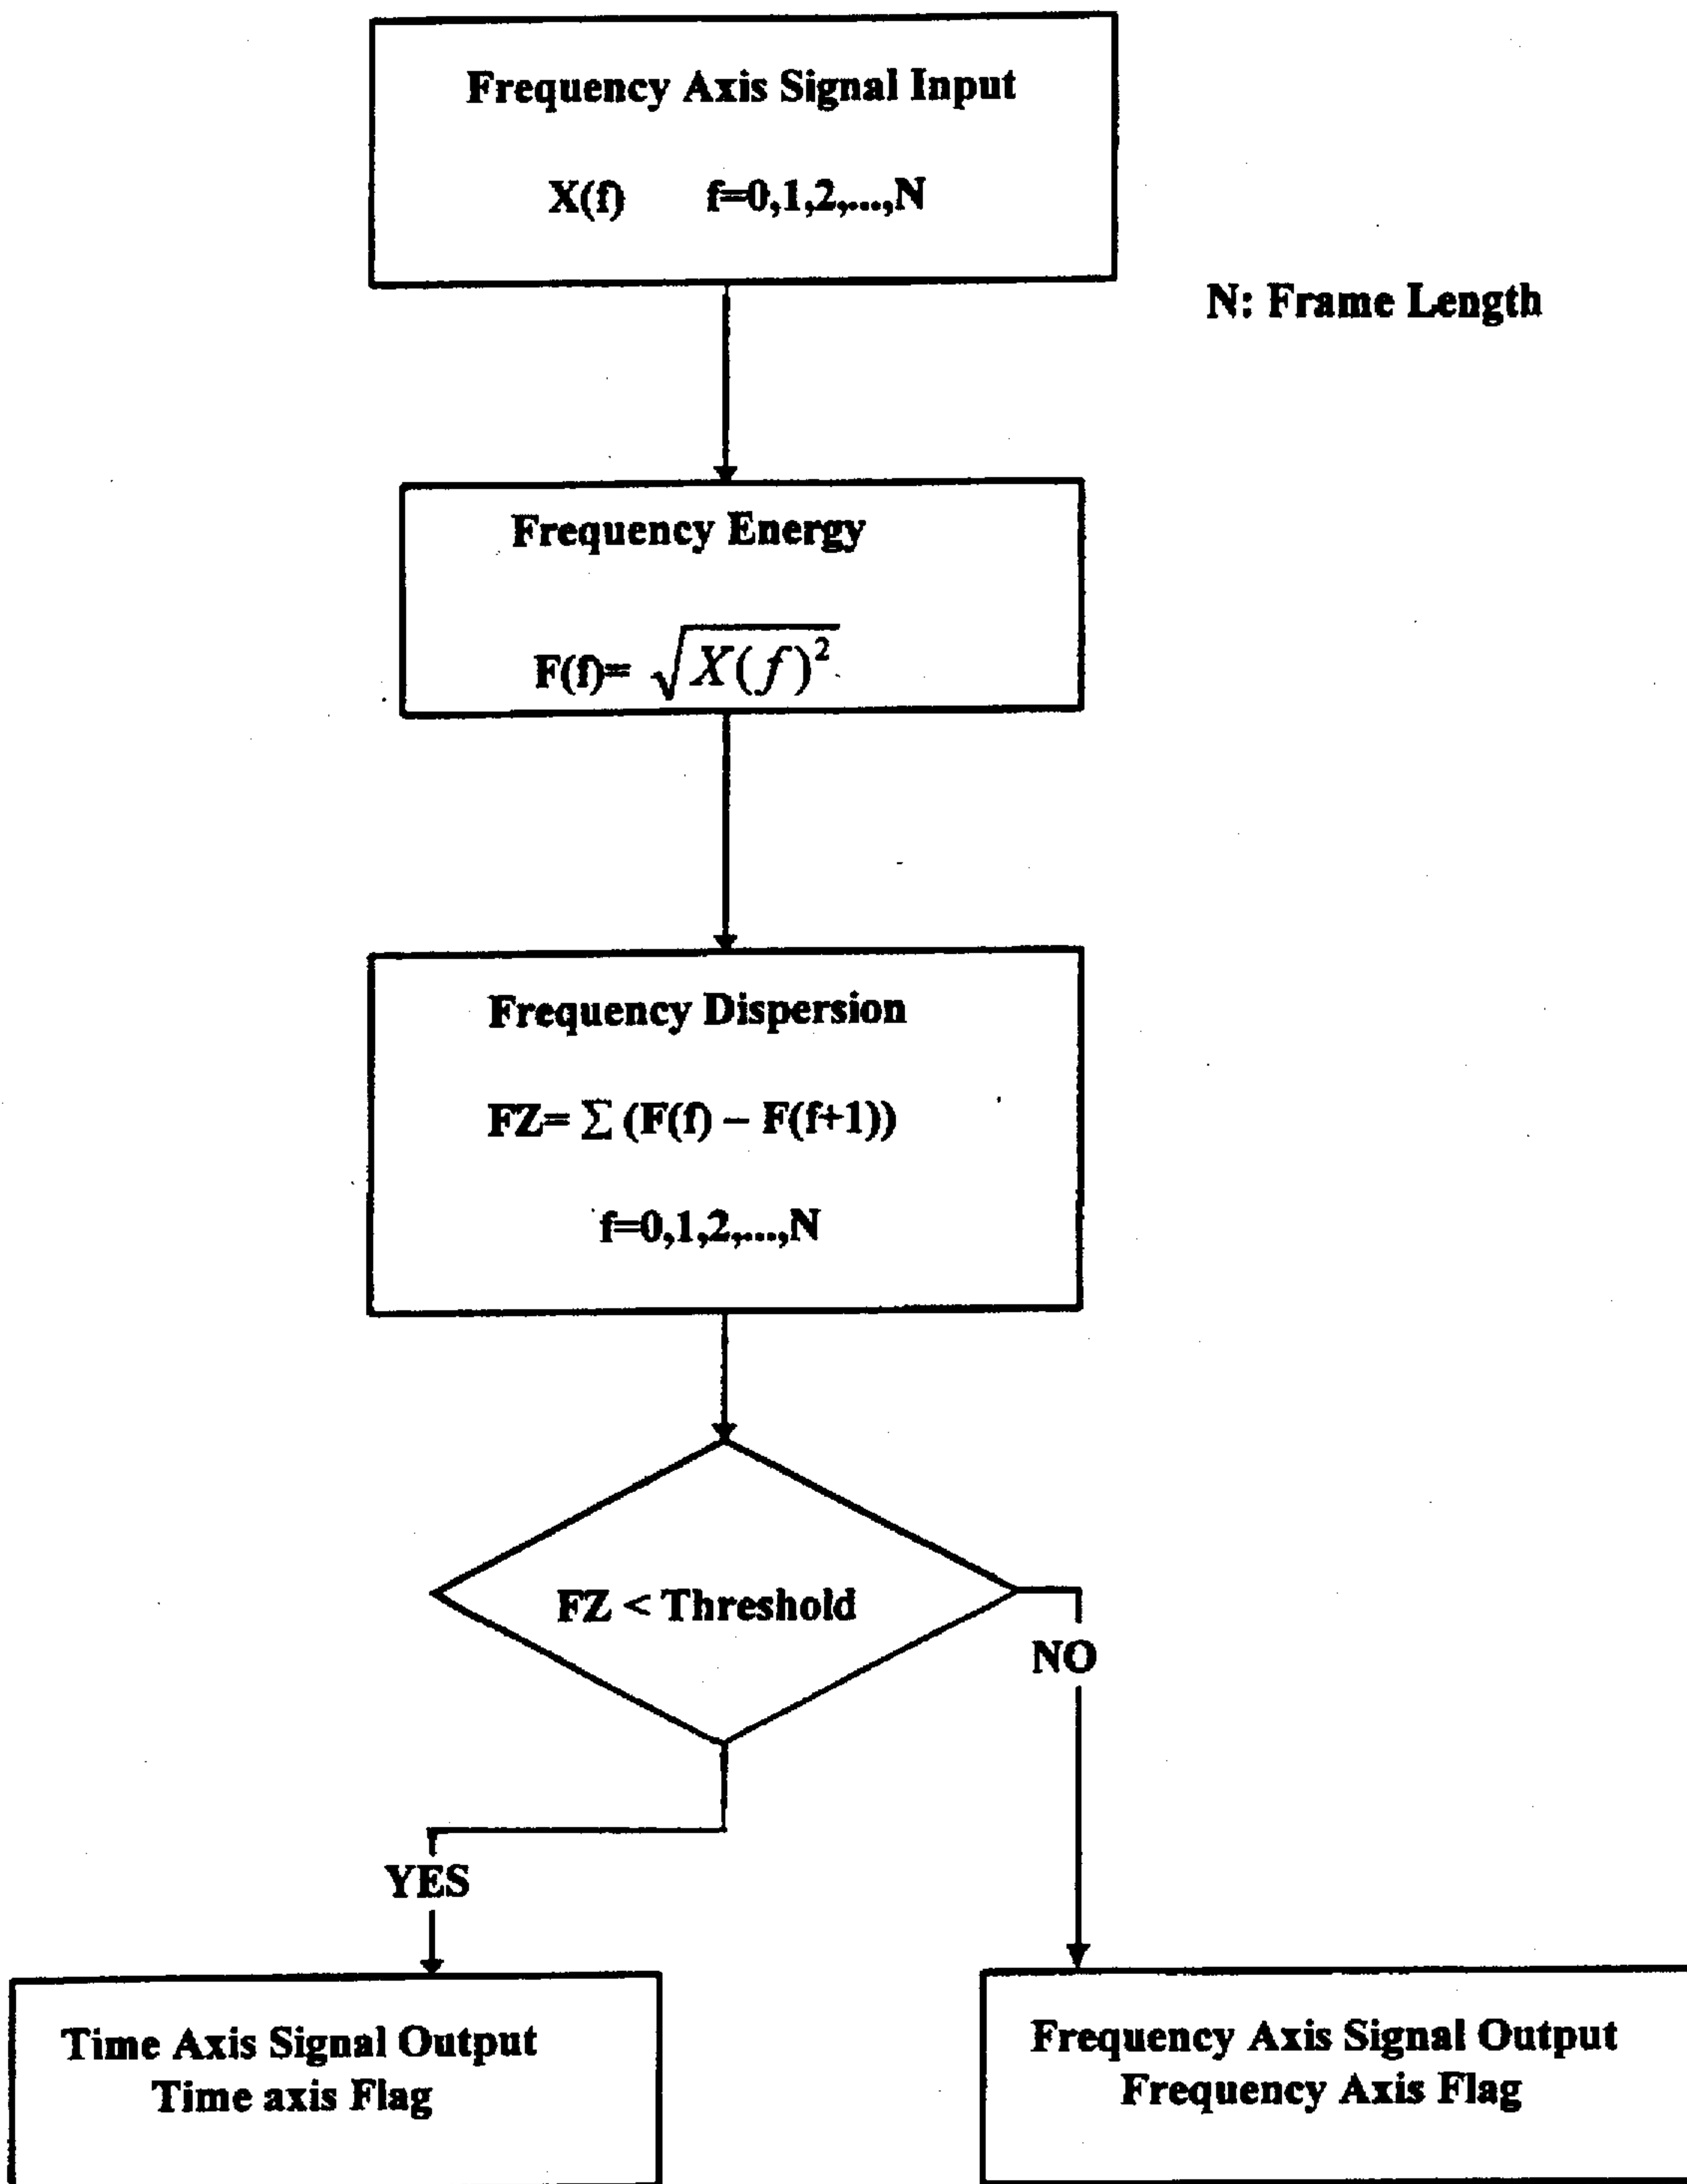 Frequency Axis Signal Input
X(f) f=0,1,2,...,N
N: Frame Length
Frequency Energy
F(f)= √X(f)²
Frequency Dispersion
FZ= Σ (F(f) – F(f+1))
f=0,1,2,...,N
FZ < Threshold
NO
YES
Time Axis Signal Output
Time axis Flag
Frequency Axis Signal Output
Frequency Axis Flag